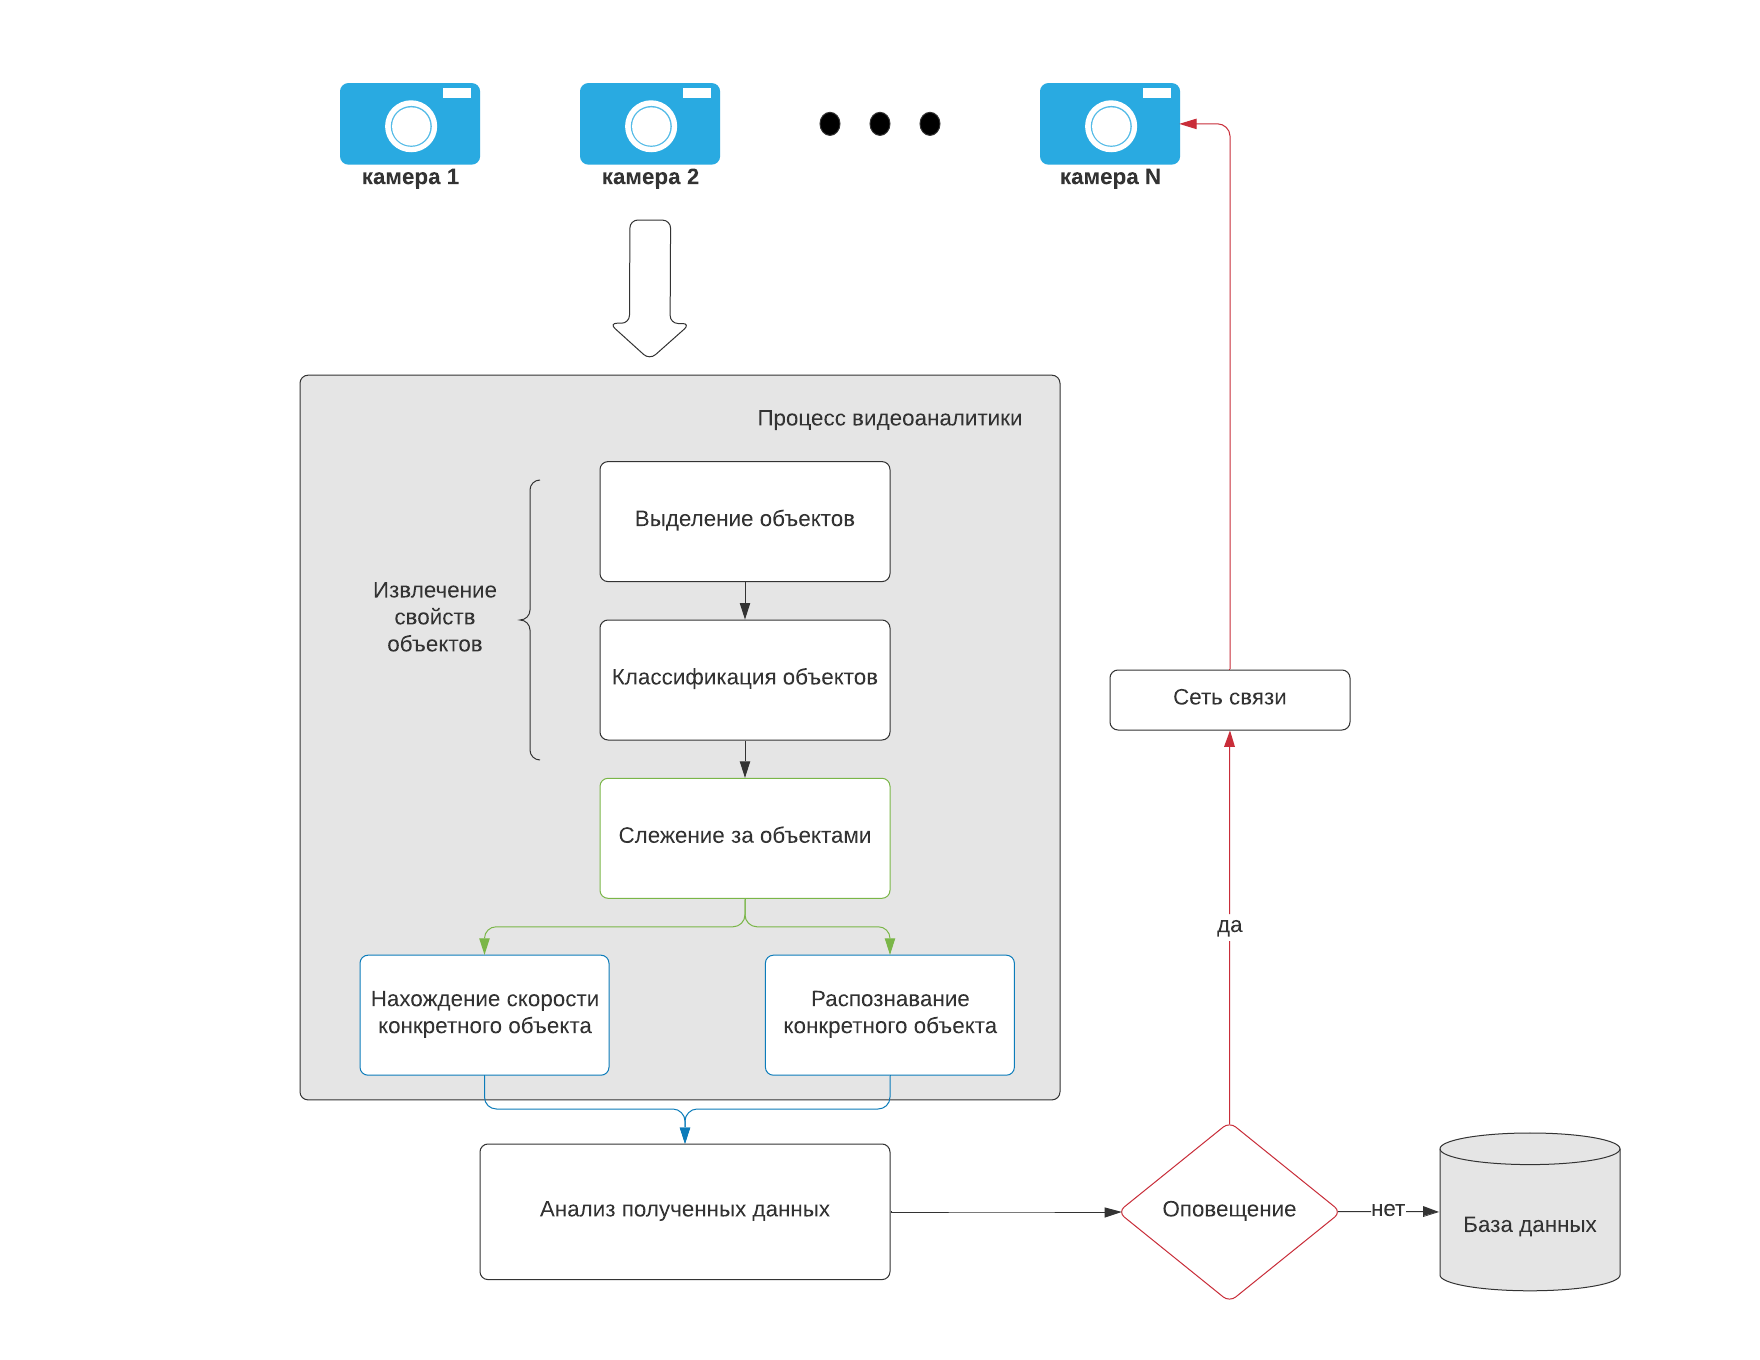 камера 1
камера 2
камера N
Процесс видеоаналитики
Выделение объектов
Извлечение
свойств
объектов
Классификация объектов
Сеть связи
Слежение за объектами
да
Нахождение скорости
конкретного объекта
Распознавание
конкретного объекта
Анализ полученных данных
Оповещение
нет
База данных